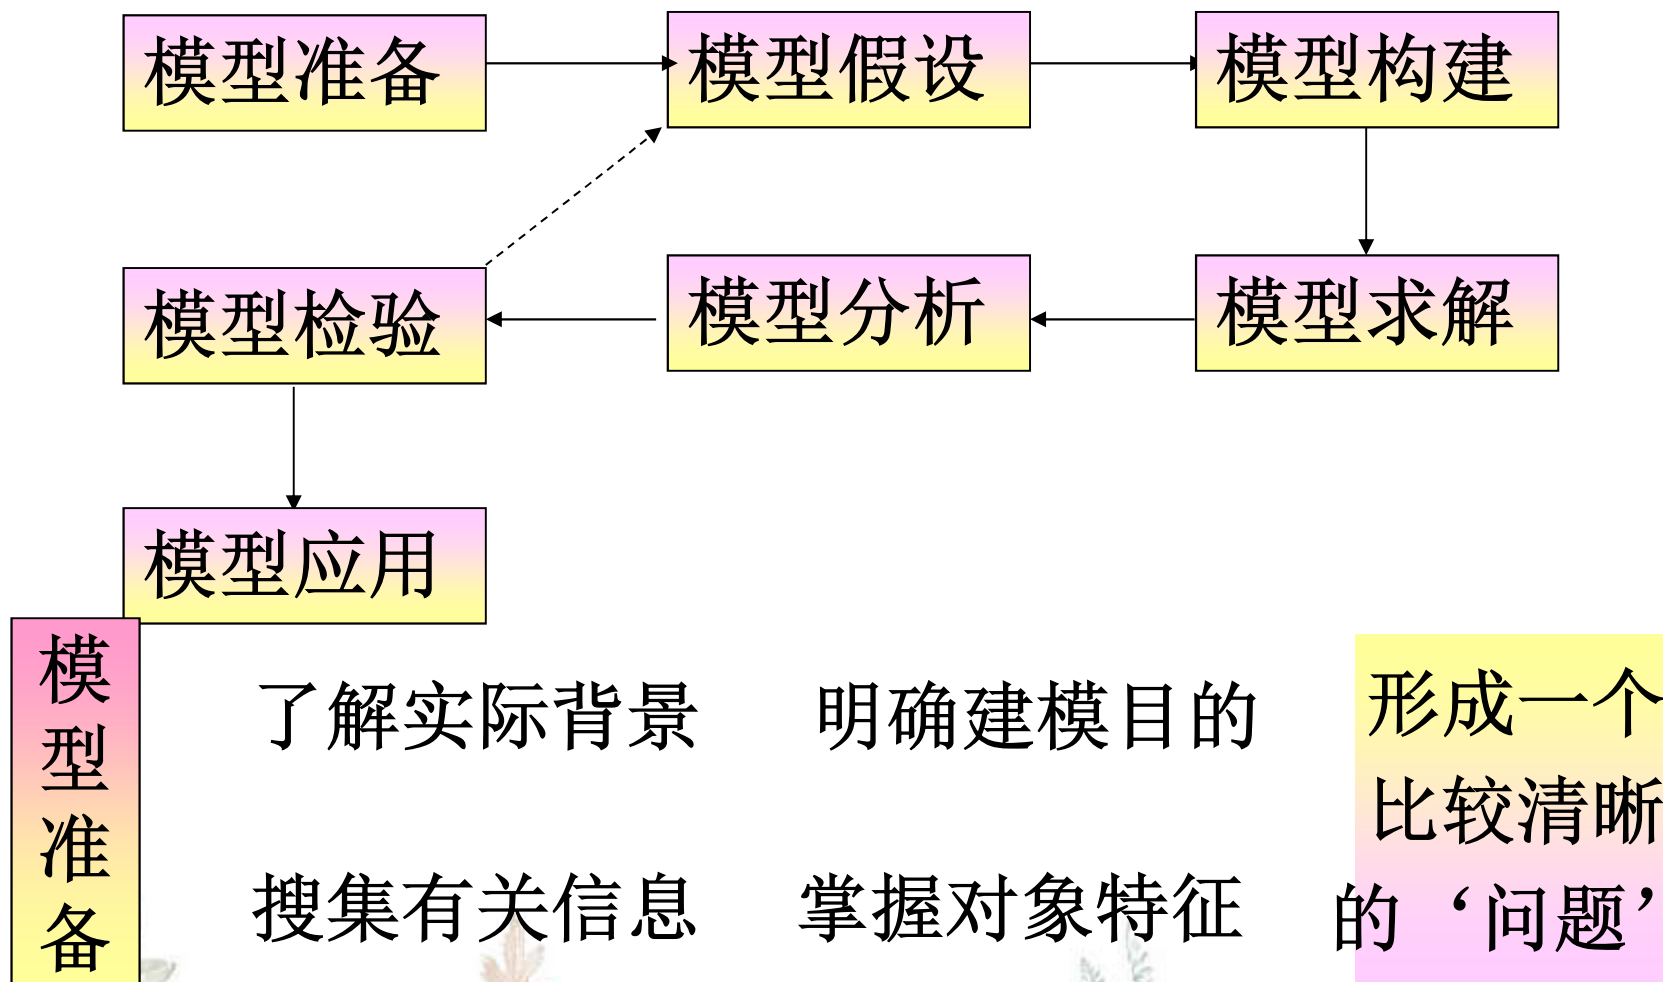 模型准备
模型假设
模型构建
模型检验
模型分析
模型求解
模型应用
模型准备
了解实际背景
明确建模目的
搜集有关信息
掌握对象特征
形成一个
比较清晰
的‘问题’